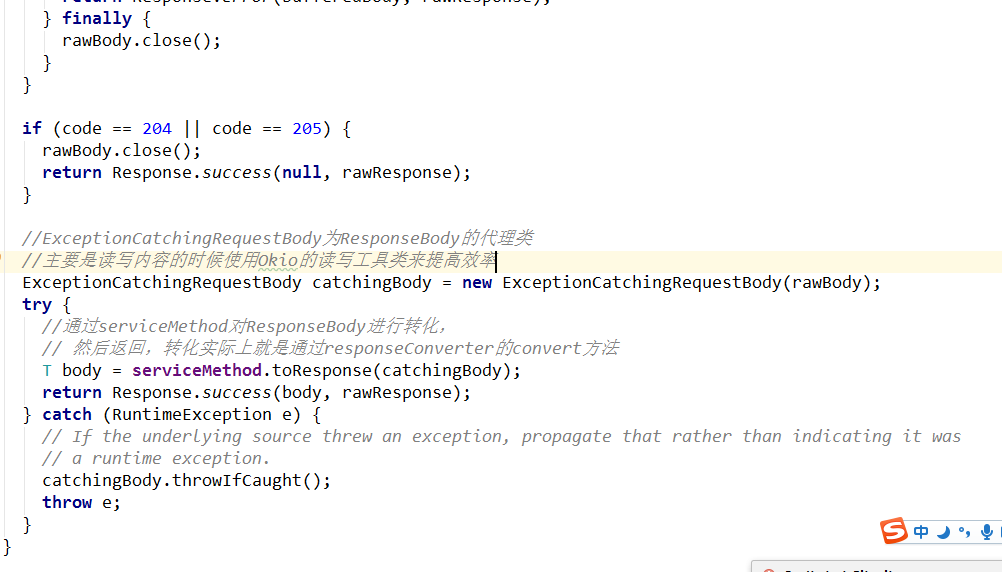 } finally {
rawBody.close();
}
}
if (code == 204 || code == 205) {
rawBody.close();
return Response.success(null, rawResponse);
}
//ExceptionCatchingRequestBody为ResponseBody的代理类
//主要是读写内容的时候使用Okio的读写工具类来提高效率
ExceptionCatchingRequestBody catchingBody = new ExceptionCatchingRequestBody(rawBody);
try {
//通过serviceMethod对ResponseBody进行转化，
// 然后返回，转化实际上就是通过responseConverter的convert方法
T body = serviceMethod.toResponse(catchingBody);
return Response.success(body, rawResponse);
} catch (RuntimeException e) {
// If the underlying source threw an exception, propagate that rather than indicating it was
// a runtime exception.
catchingBody.throwIfCaught();
throw e;
}
}
S 中